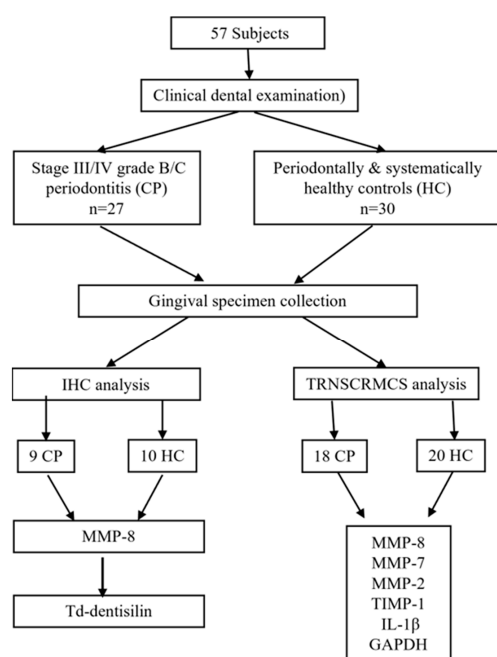 57 Subjects
Clinical dental examination)
Stage III/IV grade B/C
periodontitis (CP)
n=27
Periodontally & systematically
healthy controls (HC)
n=30
Gingival specimen collection
IHC analysis
TRNSCRMCS analysis
9 CP
10 HC
18 CP
20 HC
MMP-8
Td-dentisilin
MMP-8
MMP-7
MMP-2
TIMP-1
IL-1β
GAPDH